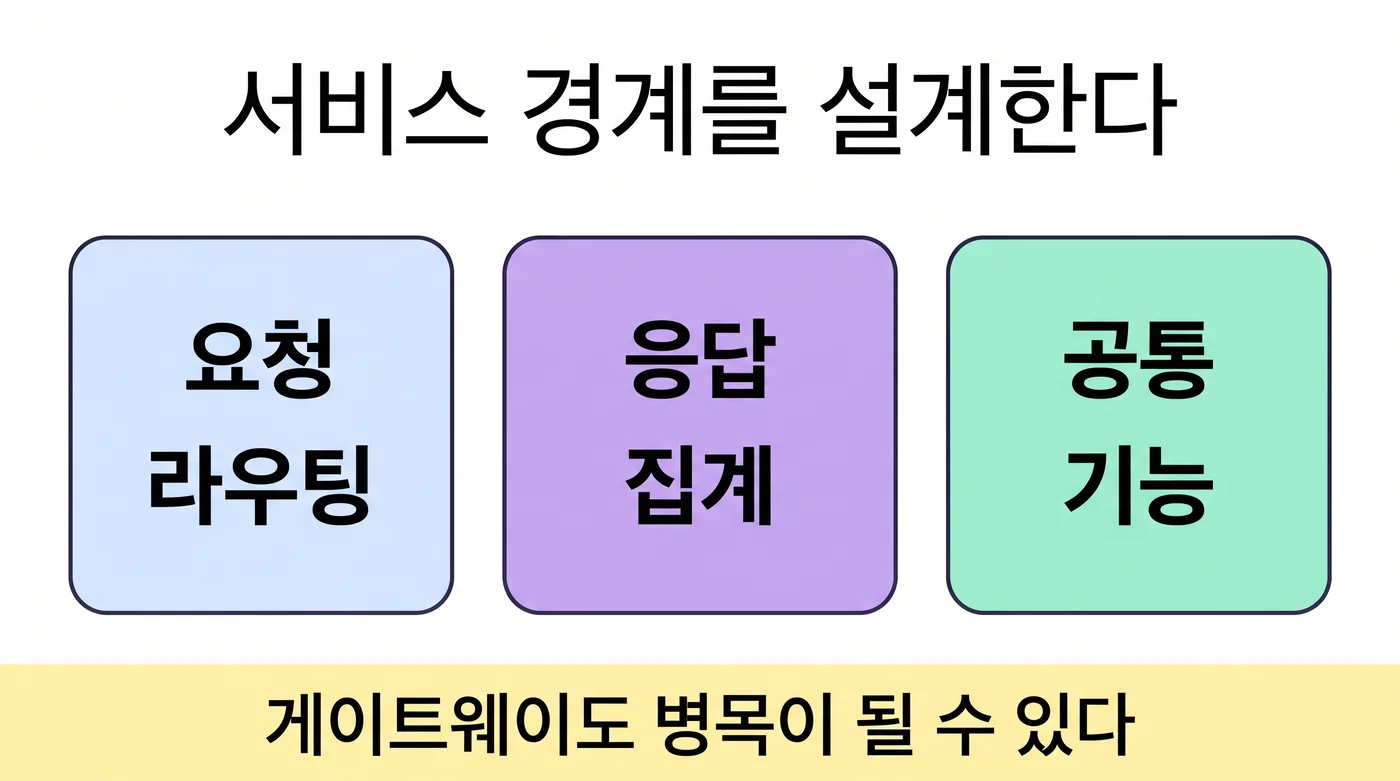 서비스 경계를 설계한다
요청
라우팅
응답
집계
공통
기능
게이트웨이도 병목이 될 수 있다